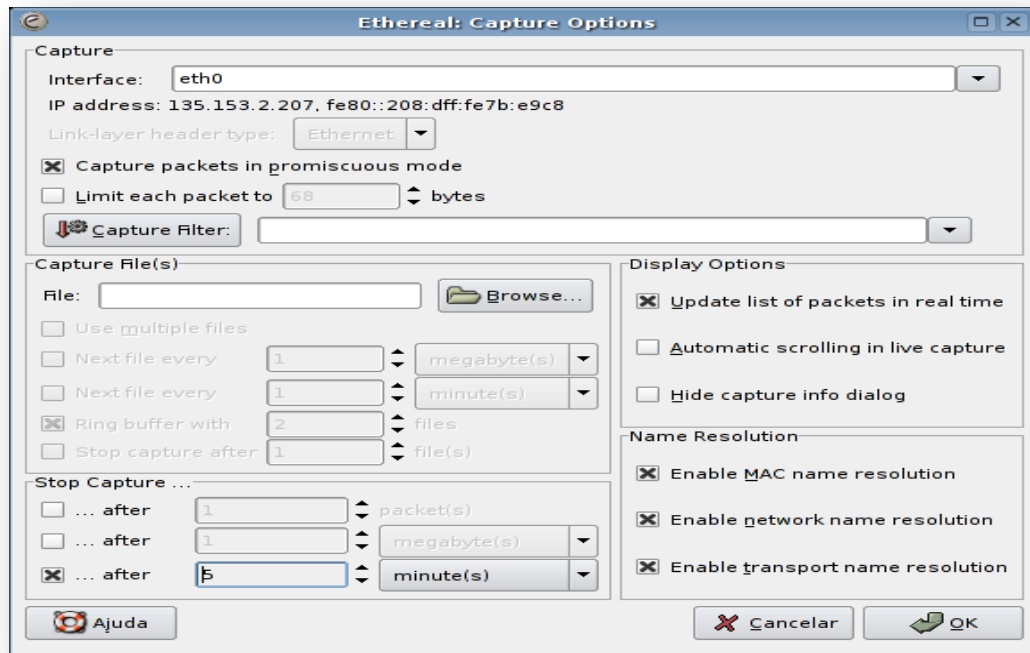 Ethereal: Capture Options
Capture
Interface: eth0
IP address: 135.153.2.207, fe80::208:dff:fe7b:e9c8
Link-layer header type: Ethernet
Capture packets in promiscuous mode
Limit each packet to 68 bytes
Capture Filter:
Capture File(s)
File: Browse...
Use multiple files
Next file every 1 megabyte(s)
Next file every 1 minute(s)
Ring buffer with 2 files
Stop capture after 1 file(s)
Stop Capture ...
... after 1 packet(s)
... after 1 megabyte(s)
... after 5 minute(s)
Display Options
Update list of packets in real time
Automatic scrolling in live capture
Hide capture info dialog
Name Resolution
Enable MAC name resolution
Enable network name resolution
Enable transport name resolution
Ajuda Cancelar OK